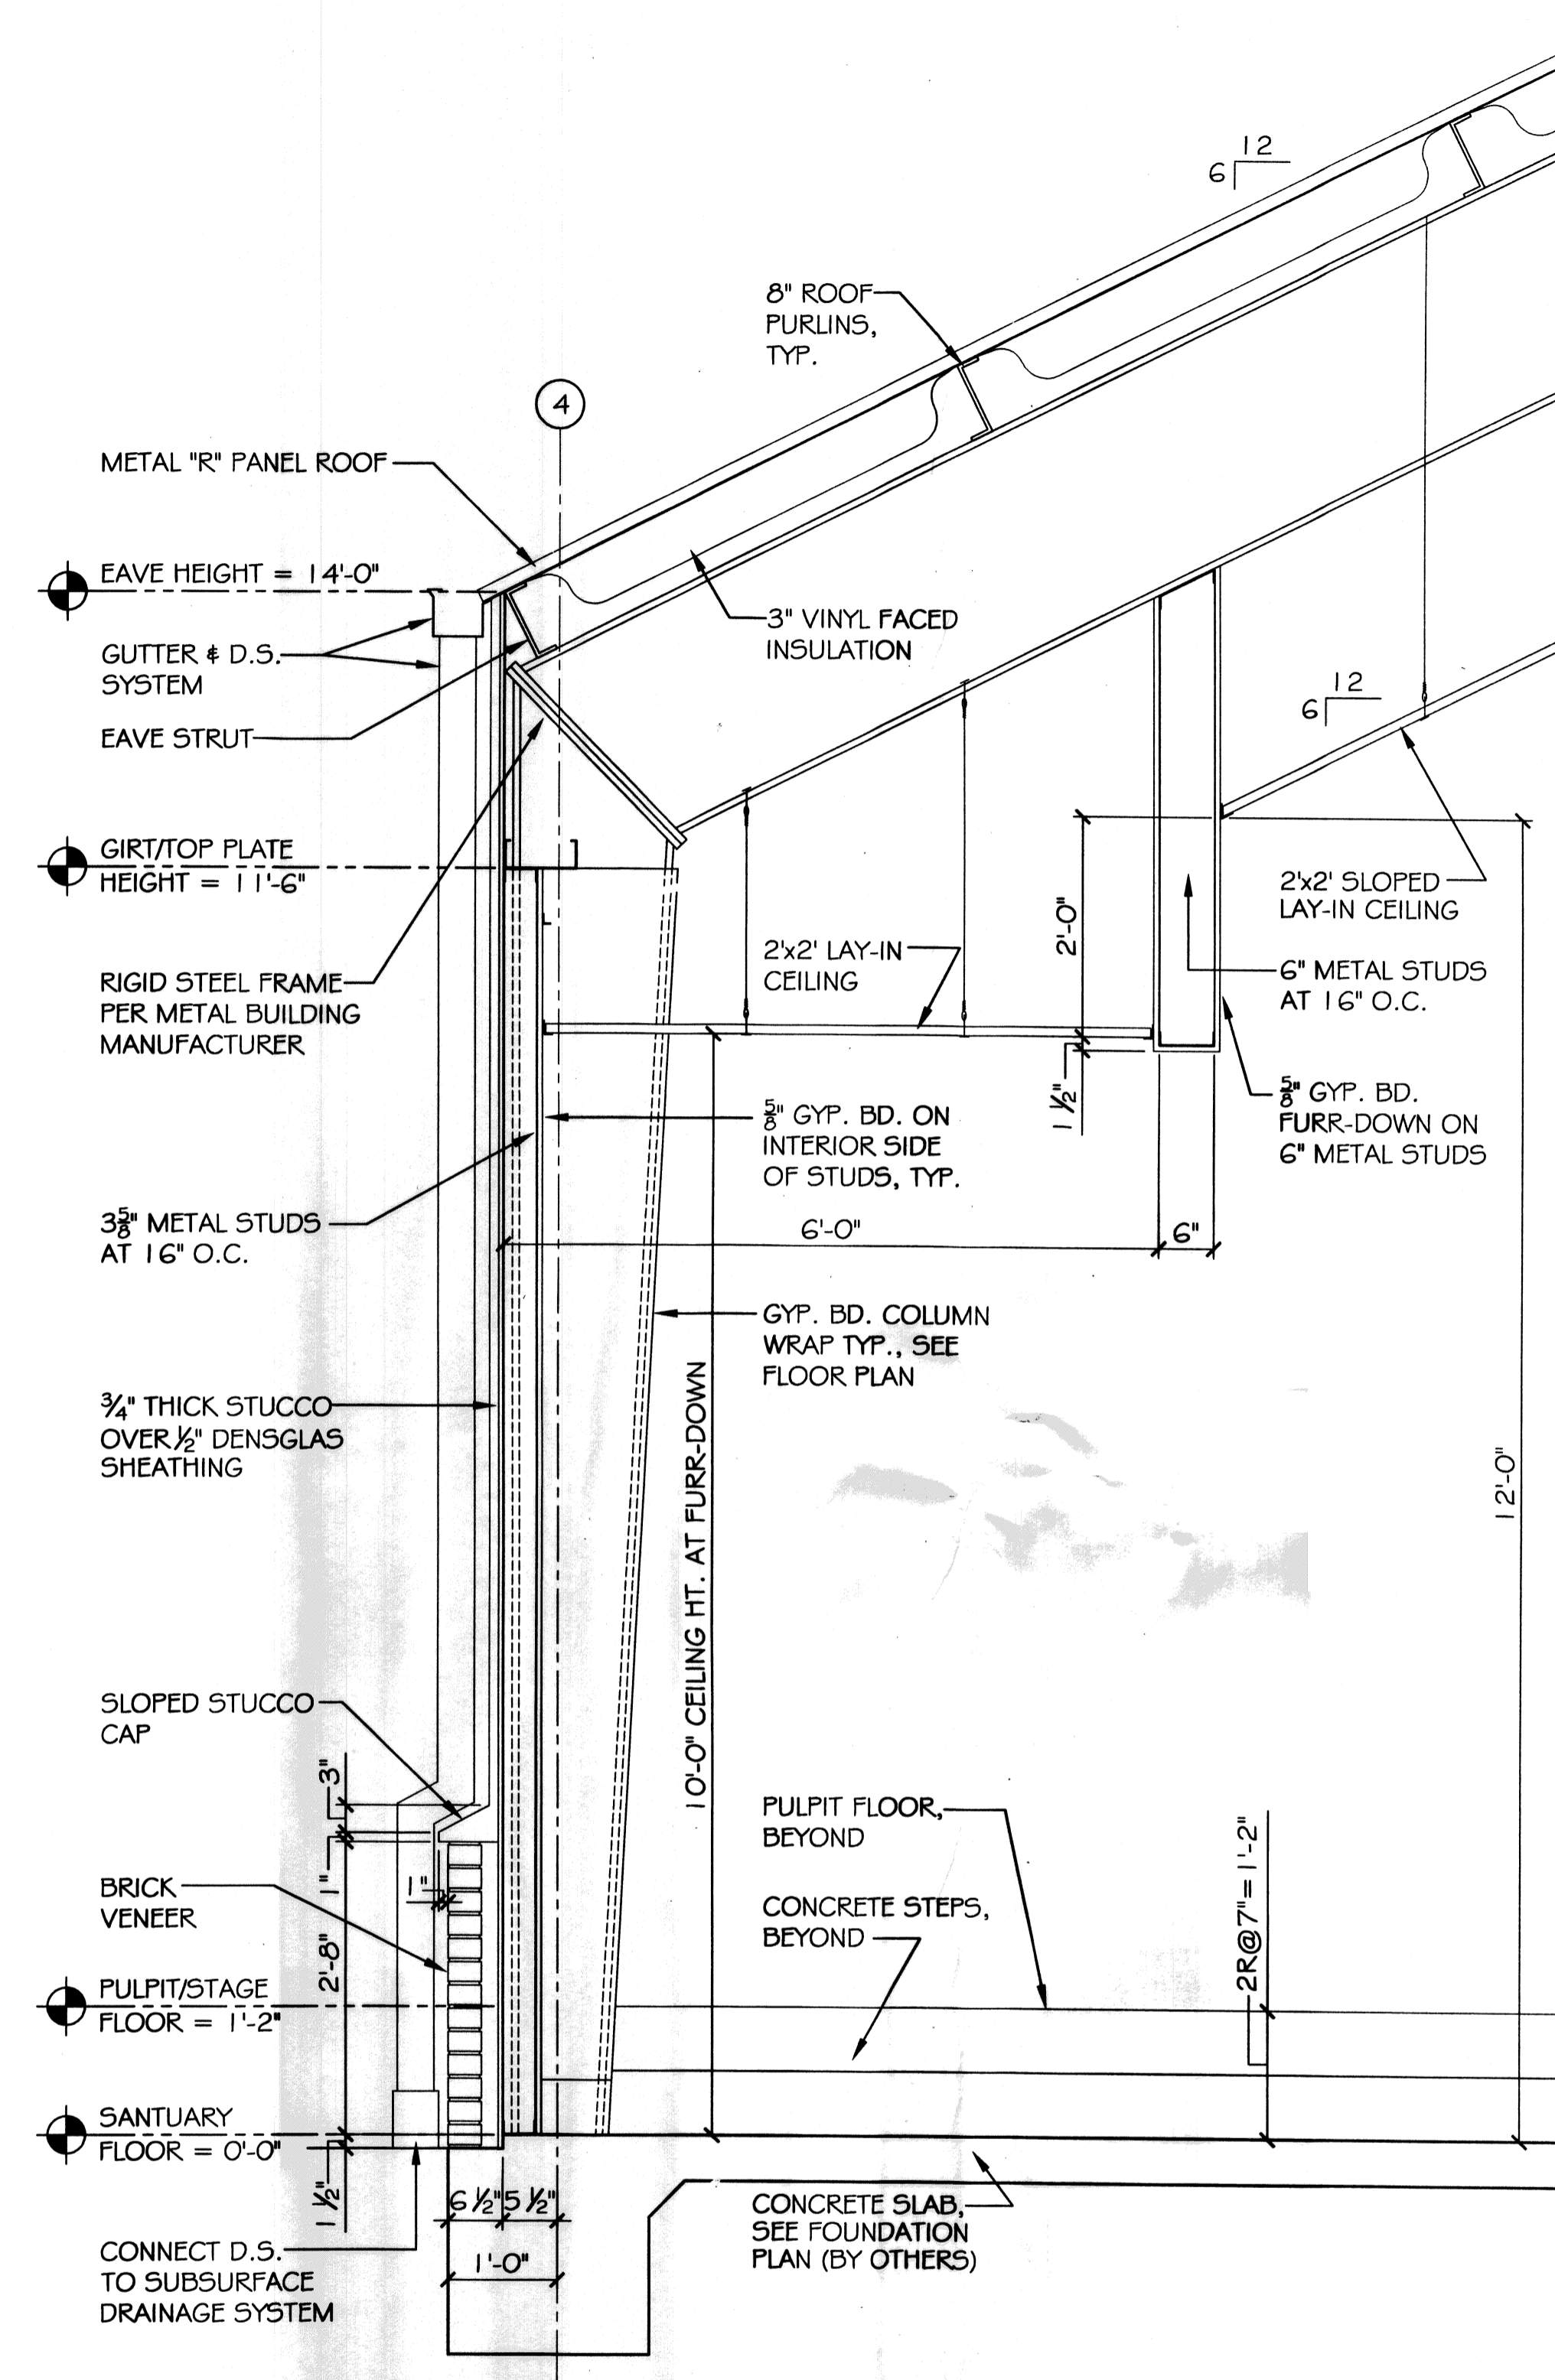 12
6
8" ROOF
PURLINS,
TYP.
4
METAL "R" PANEL ROOF
EAVE HEIGHT = 14'-0"
3" VINYL FACED
INSULATION
GUTTER & D.S.
SYSTEM
12
6
EAVE STRUT
GIRT/TOP PLATE
HEIGHT = 11'-6"
2'x2' SLOPED
LAY-IN CEILING
2'-0"
2'x2' LAY-IN
CEILING
6" METAL STUDS
AT 16" O.C.
RIGID STEEL FRAME
PER METAL BUILDING
MANUFACTURER
1 ½"
⅝" GYP. BD.
FURR-DOWN ON
6" METAL STUDS
⅝" GYP. BD. ON
INTERIOR SIDE
OF STUDS, TYP.
3⅝" METAL STUDS
AT 16" O.C.
6'-0"
6"
GYP. BD. COLUMN
WRAP TYP., SEE
FLOOR PLAN
¾" THICK STUCCO
OVER ½" DENSGLAS
SHEATHING
10'-0" CEILING HT. AT FURR-DOWN
12'-0"
SLOPED STUCCO
CAP
3"
1"
1"
2'-8"
PULPIT FLOOR,
BEYOND
BRICK
VENEER
CONCRETE STEPS,
BEYOND
2R@7"=1'-2"
PULPIT/STAGE
FLOOR = 1'-2"
SANTUARY
FLOOR = 0'-0"
1 ½"
6 ½"
5 ½"
1'-0"
CONCRETE SLAB,
SEE FOUNDATION
PLAN (BY OTHERS)
CONNECT D.S.
TO SUBSURFACE
DRAINAGE SYSTEM